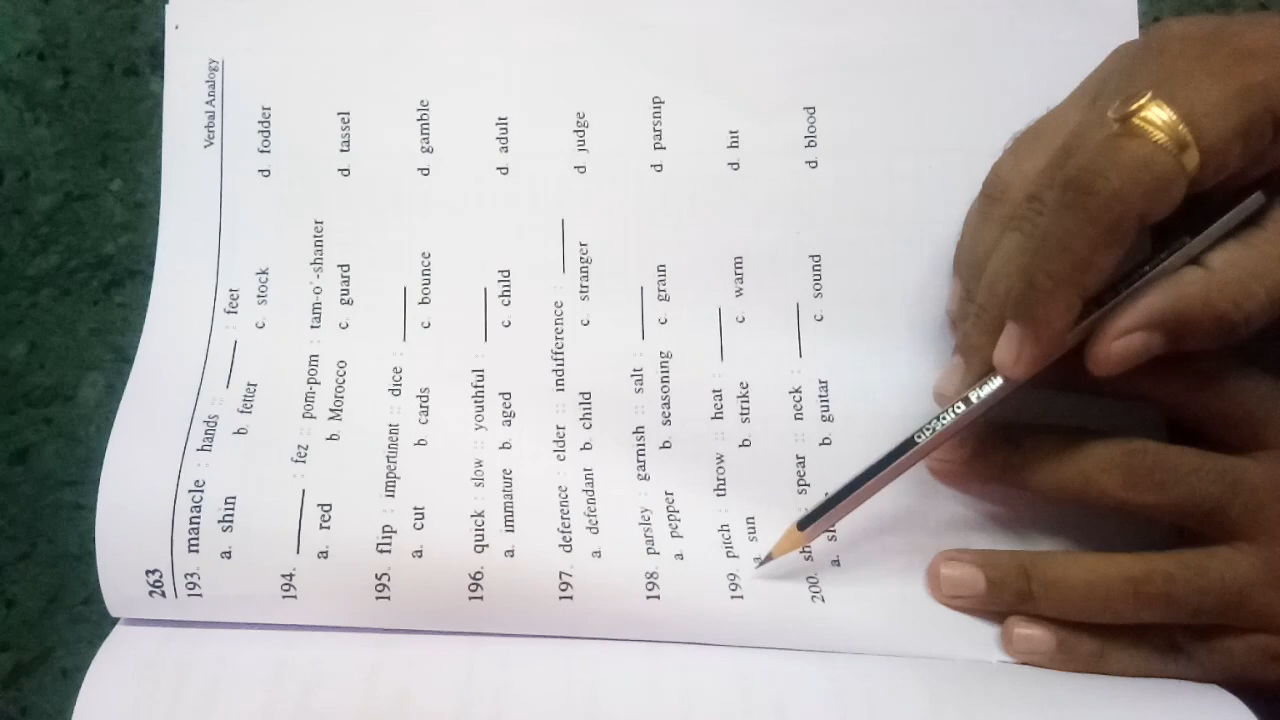 263
Verbal Analogy
193. manacle : hands :: ____ : feet
a. shin b. fetter c. stock d. fodder
194. ____ : fez :: pom-pom : tam-o'-shanter
a. red b. Morocco c. guard d. tassel
195. flip : impertinent :: dice : ____
a. cut b. cards c. bounce d. gamble
196. quick : slow :: youthful : ____
a. immature b. aged c. child d. adult
197. deference : elder :: indifference : ____
a. defendant b. child c. stranger d. judge
198. parsley : garnish :: salt : ____
a. pepper b. seasoning c. grain d. parsnip
199. pitch : throw :: heat : ____
a. sun b. strike c. warm d. hit
200. : spear :: neck : ____
a. b. guitar c. sound d. blood
apsara